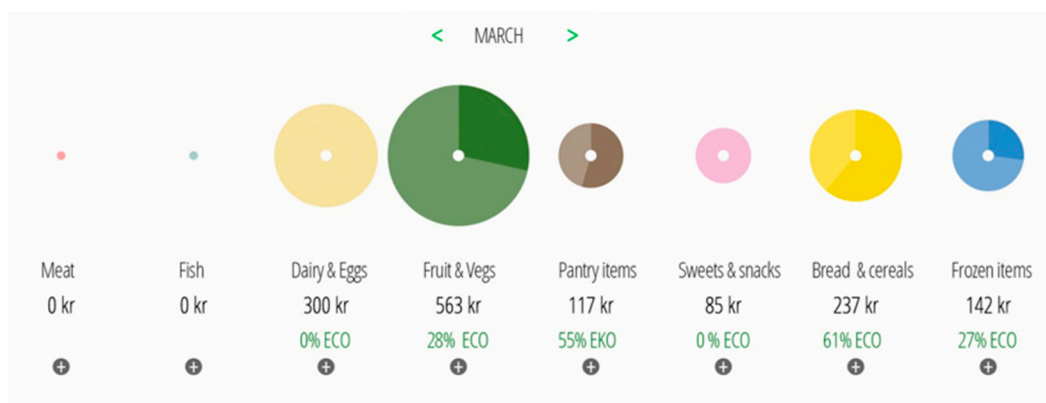 < MARCH >
Meat Fish Dairy & Eggs Fruit & Vegs Pantry items Sweets & snacks Bread & cereals Frozen items
0 kr 0 kr 300 kr 563 kr 117 kr 85 kr 237 kr 142 kr
0% ECO 28% ECO 55% EKO 0 % ECO 61% ECO 27% ECO